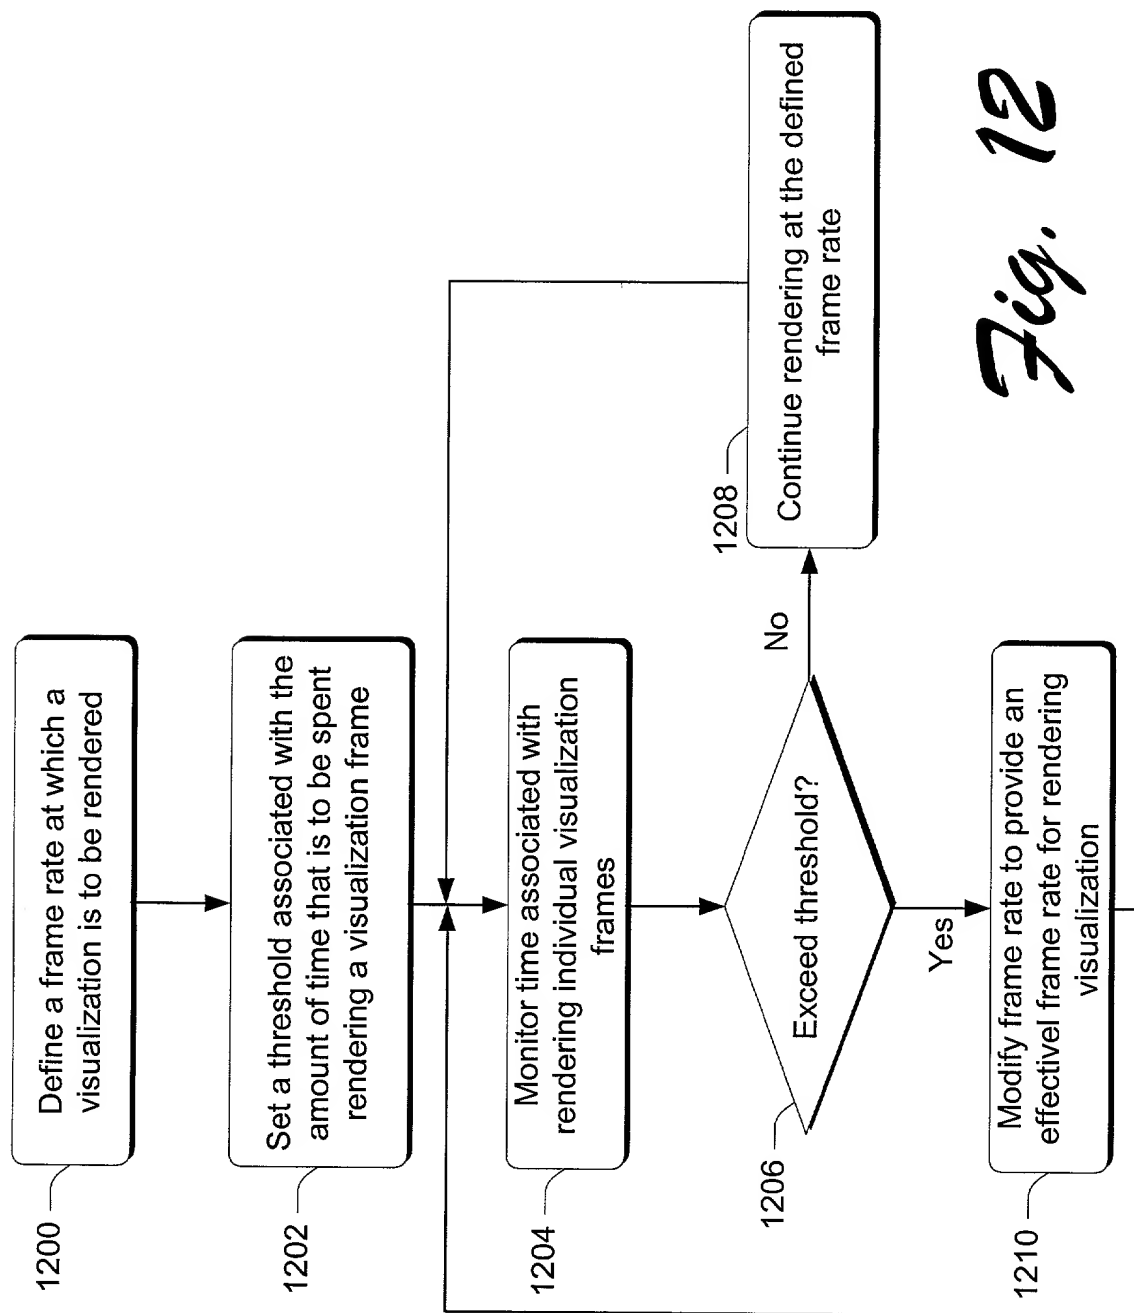 1200
Define a frame rate at which a
visualization is to be rendered
1202
Set a threshold associated with the
amount of time that is to be spent
rendering a visualization frame
1204
Monitor time associated with
rendering individual visualization
frames
1206
Exceed threshold?
No
1208
Continue rendering at the defined
frame rate
Yes
1210
Modify frame rate to provide an
effectivel frame rate for rendering
visualization
Fig. 12